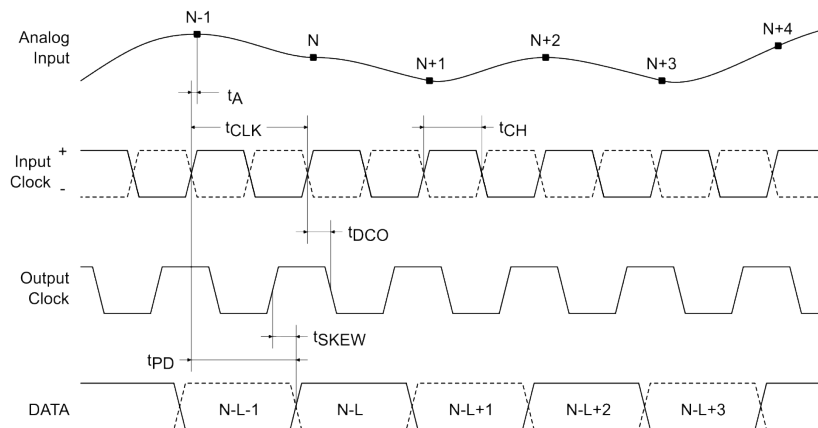 N-1
N
N+1
N+2
N+3
N+4
Analog
Input
tA
tCLK
tCH
Input
Clock
+
-
tDCO
Output
Clock
tSKEW
tPD
DATA
N-L-1
N-L
N-L+1
N-L+2
N-L+3